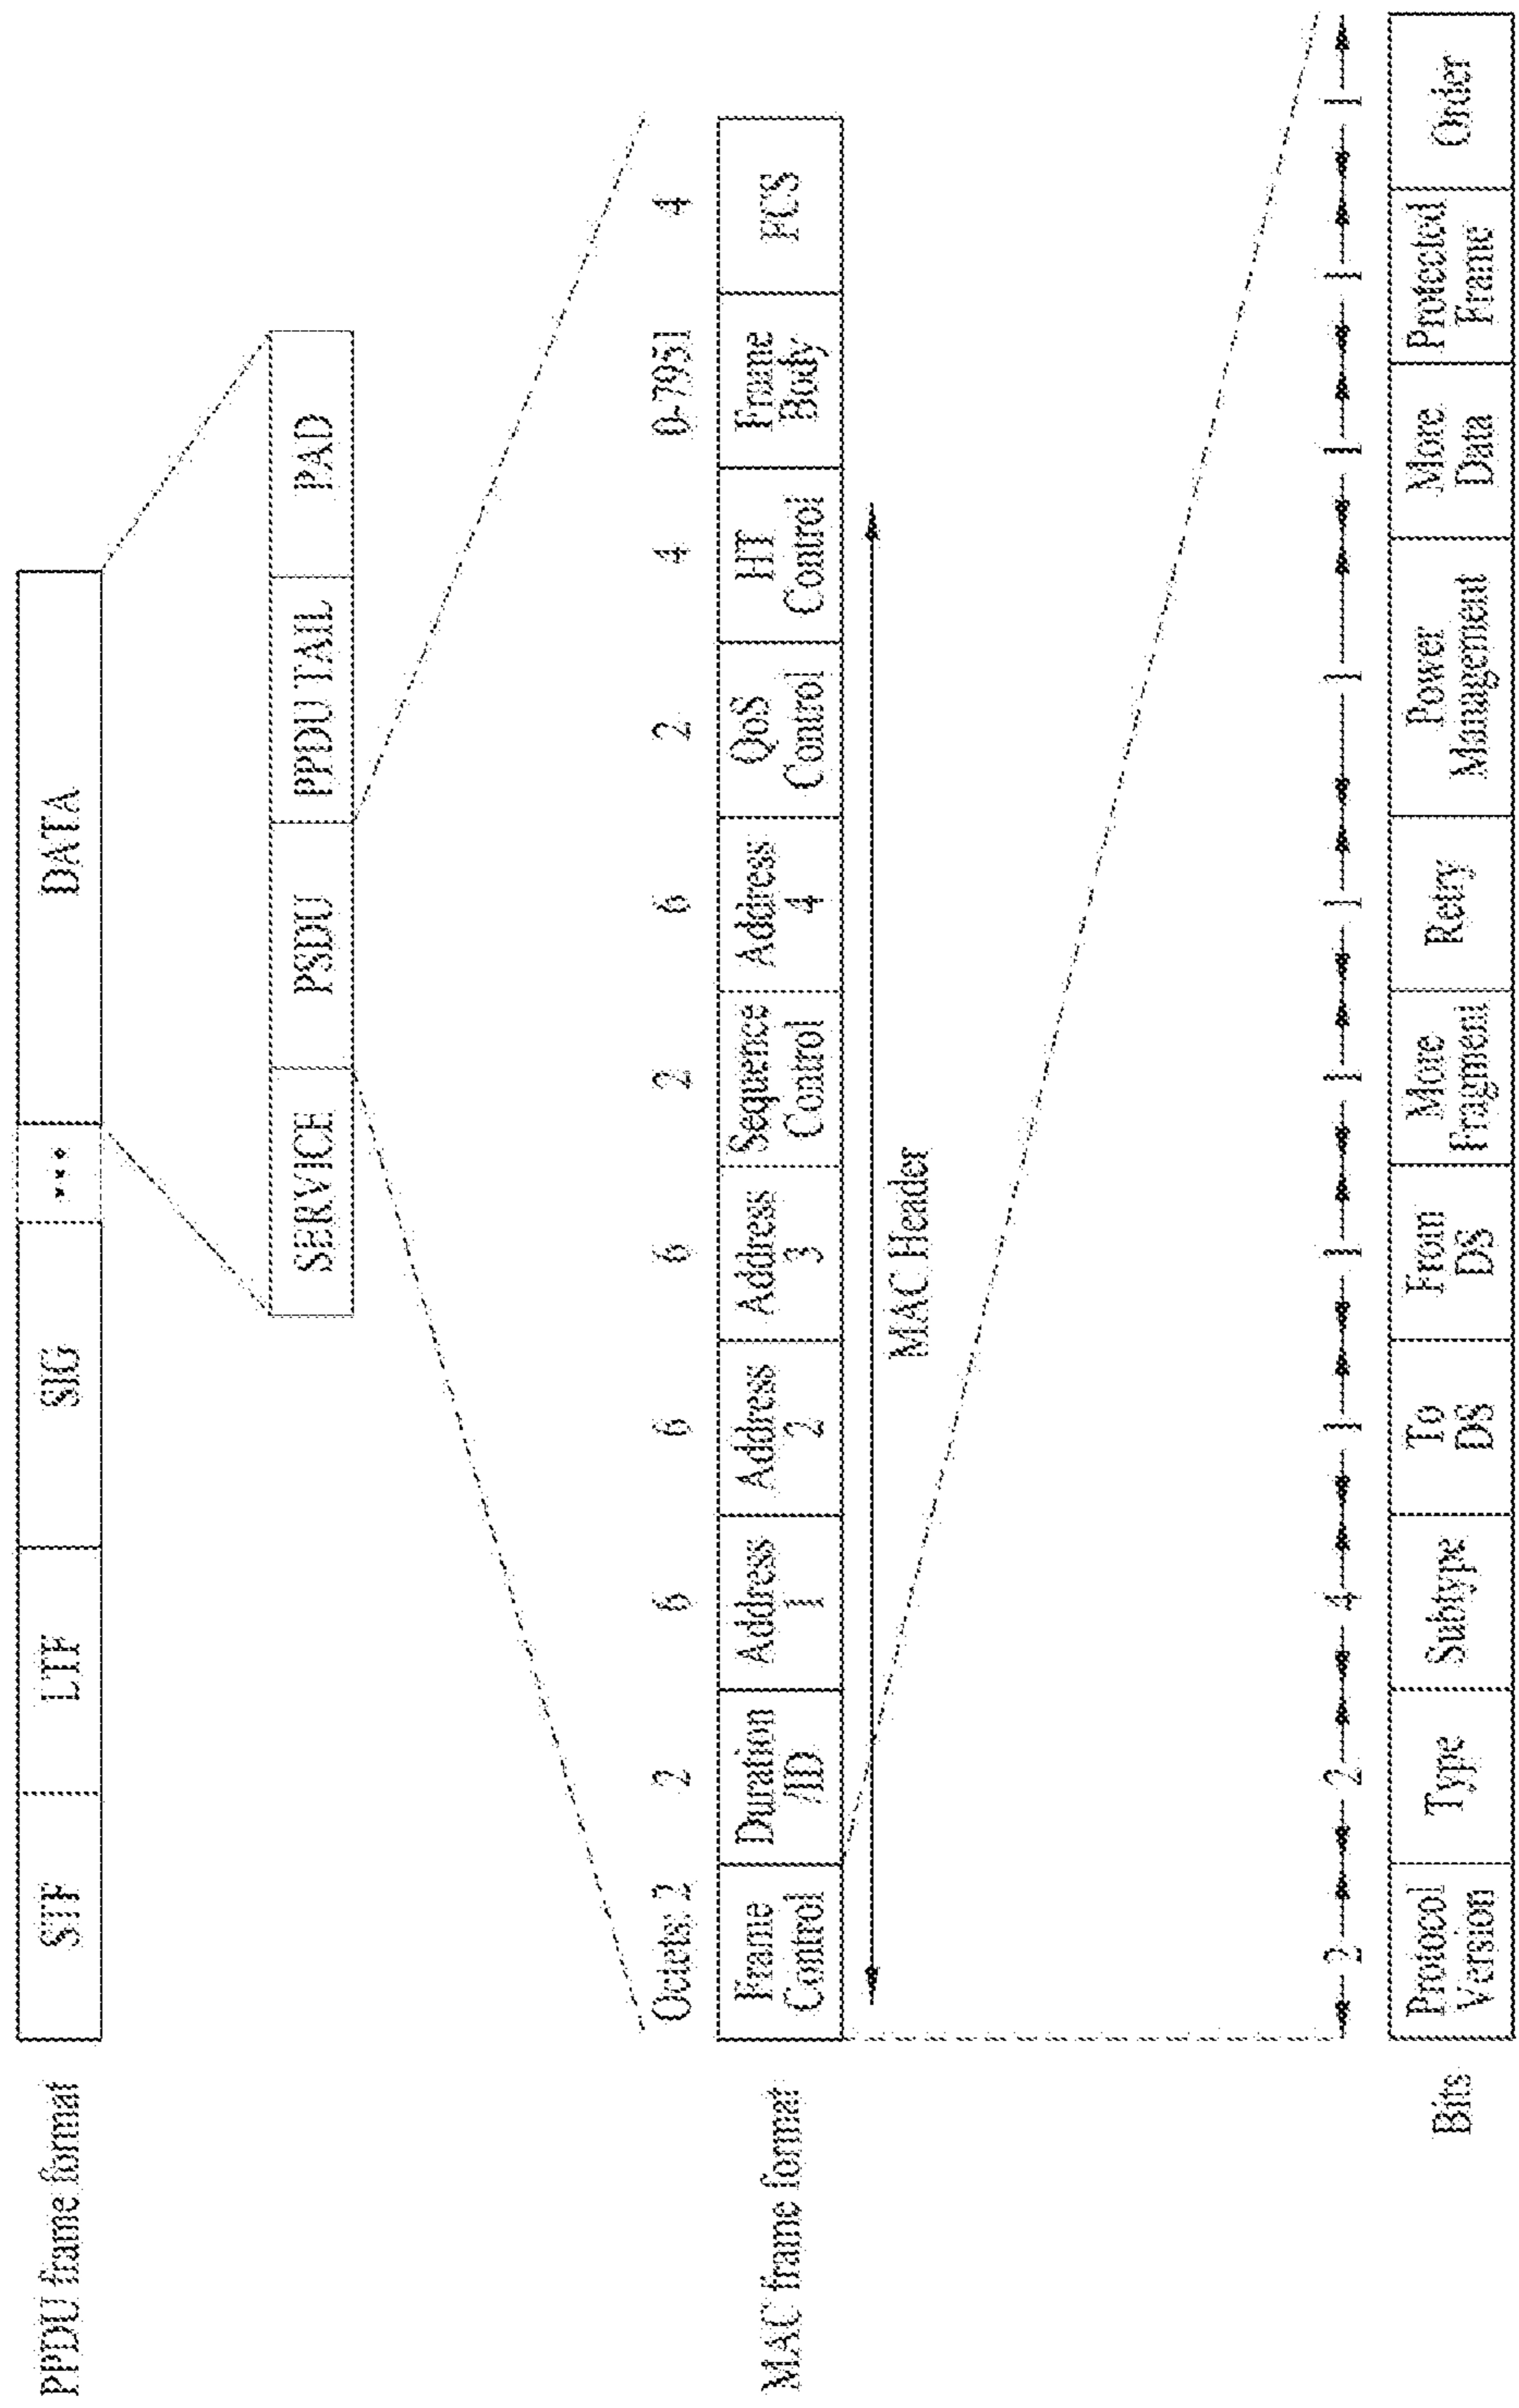 PPDU frame format
STF LTF SIG ... DATA
SERVICE PSDU PPDU TAIL PAD
Octets: 2 2 6 6 6 2 6 2 4 0-7951 4
MAC frame format
Frame Duration Address Address Address Sequence Address QoS HT Frame FCS
Control /ID 1 2 3 Control 4 Control Control Body
MAC Header
2 2 4 1 1 1 1 1 1 1 1
Bits
Protocol Type Subtype To From More Retry Power More Protected Order
Version DS DS Fragment Management Data Frame